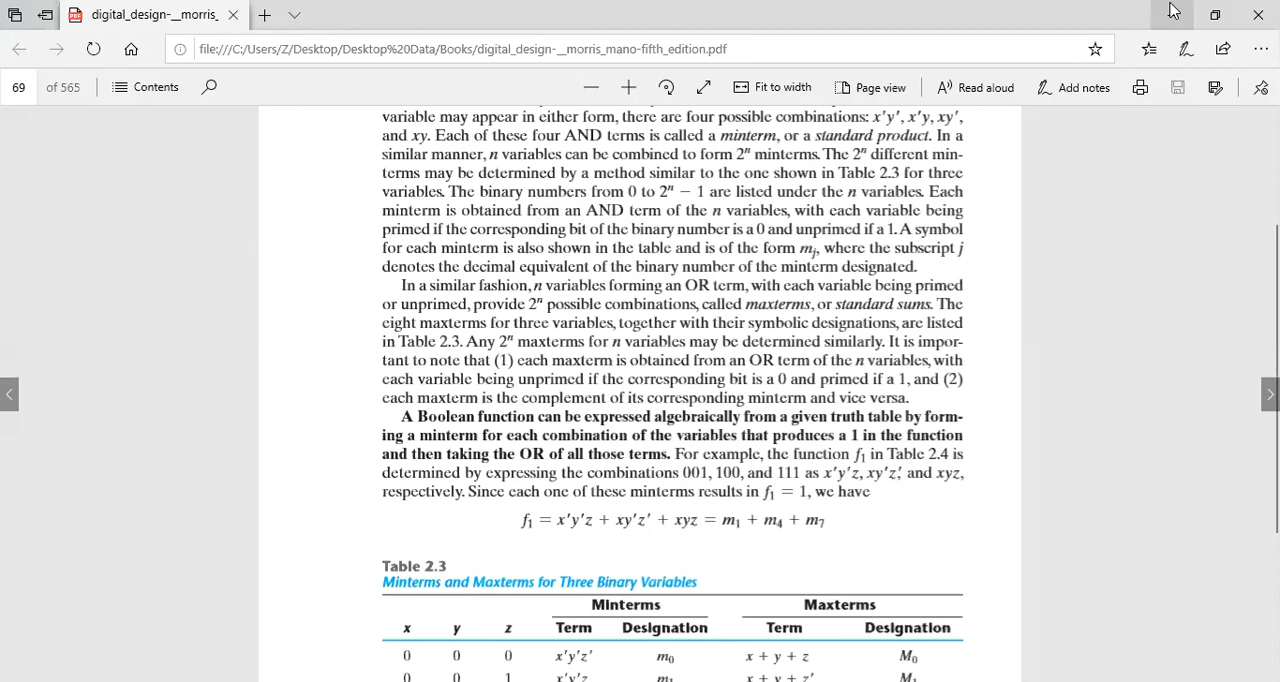 digital_design-__morris_
file:///C:/Users/Z/Desktop/Desktop%20Data/Books/digital_design-__morris_mano-fifth_edition.pdf
69 of 565 Contents Fit to width Page view Read aloud Add notes
variable may appear in either form, there are four possible combinations: x'y', x'y, xy',
and xy. Each of these four AND terms is called a minterm, or a standard product. In a
similar manner, n variables can be combined to form 2ⁿ minterms. The 2ⁿ different min-
terms may be determined by a method similar to the one shown in Table 2.3 for three
variables. The binary numbers from 0 to 2ⁿ − 1 are listed under the n variables. Each
minterm is obtained from an AND term of the n variables, with each variable being
primed if the corresponding bit of the binary number is a 0 and unprimed if a 1. A symbol
for each minterm is also shown in the table and is of the form mⱼ, where the subscript j
denotes the decimal equivalent of the binary number of the minterm designated.
In a similar fashion, n variables forming an OR term, with each variable being primed
or unprimed, provide 2ⁿ possible combinations, called maxterms, or standard sums. The
eight maxterms for three variables, together with their symbolic designations, are listed
in Table 2.3. Any 2ⁿ maxterms for n variables may be determined similarly. It is impor-
tant to note that (1) each maxterm is obtained from an OR term of the n variables, with
each variable being unprimed if the corresponding bit is a 0 and primed if a 1, and (2)
each maxterm is the complement of its corresponding minterm and vice versa.
A Boolean function can be expressed algebraically from a given truth table by form-
ing a minterm for each combination of the variables that produces a 1 in the function
and then taking the OR of all those terms. For example, the function f₁ in Table 2.4 is
determined by expressing the combinations 001, 100, and 111 as x'y'z, xy'z', and xyz,
respectively. Since each one of these minterms results in f₁ = 1, we have
f₁ = x'y'z + xy'z' + xyz = m₁ + m₄ + m₇
Table 2.3
Minterms and Maxterms for Three Binary Variables
Minterms Maxterms
x y z Term Designation Term Designation
0 0 0 x'y'z' m₀ x + y + z M₀
0 0 1 x'y'z m₁ x + y + z' M₁